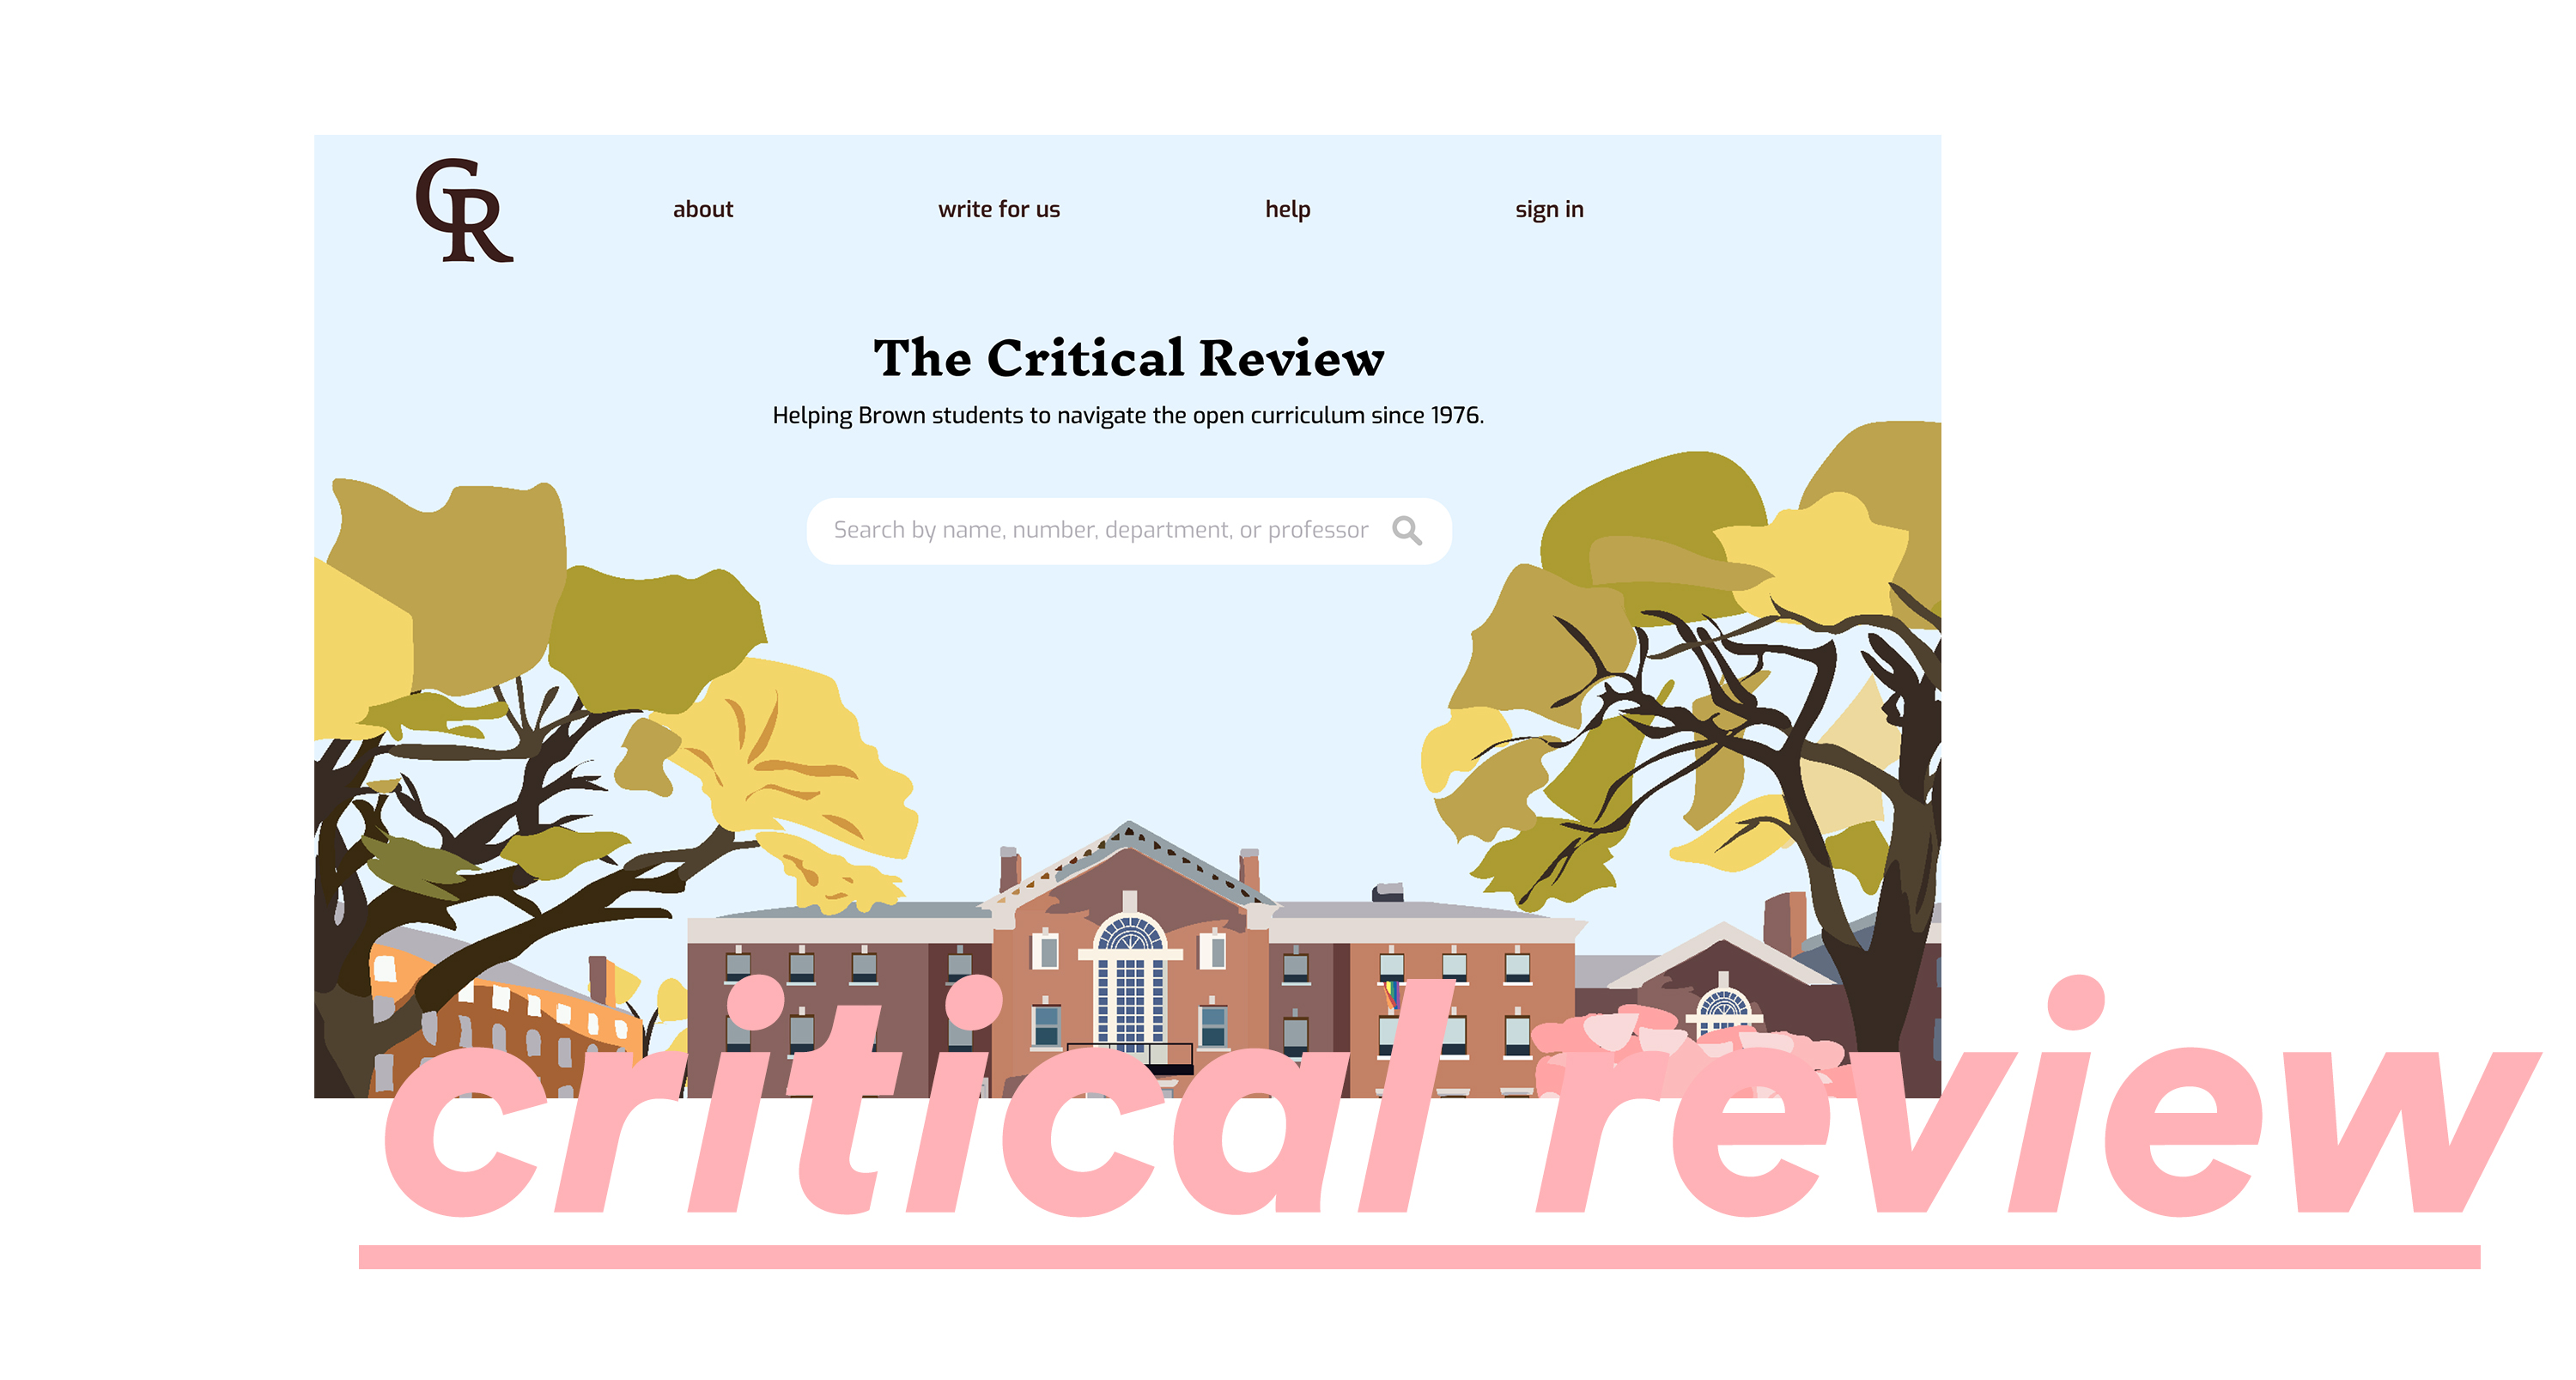 CR
about write for us help sign in
The Critical Review
Helping Brown students to navigate the open curriculum since 1976.
Search by name, number, department, or professor
critical review